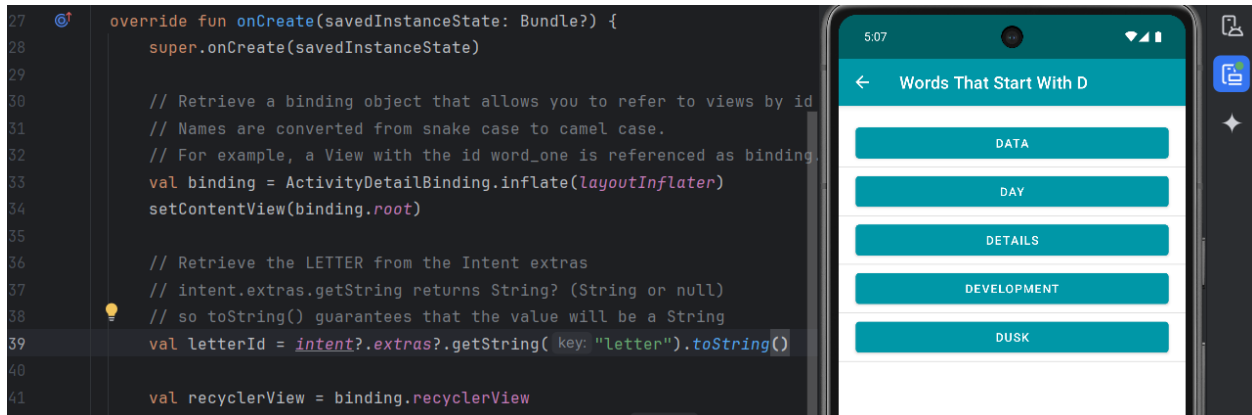 27 override fun onCreate(savedInstanceState: Bundle?) {
28 super.onCreate(savedInstanceState)
29
30 // Retrieve a binding object that allows you to refer to views by id
31 // Names are converted from snake case to camel case.
32 // For example, a View with the id word_one is referenced as binding.
33 val binding = ActivityDetailBinding.inflate(layoutInflater)
34 setContentView(binding.root)
35
36 // Retrieve the LETTER from the Intent extras
37 // intent.extras.getString returns String? (String or null)
38 // so toString() guarantees that the value will be a String
39 val letterId = intent?.extras?.getString( key: "letter").toString()
40
41 val recyclerView = binding.recyclerView
5:07
Words That Start With D
DATA
DAY
DETAILS
DEVELOPMENT
DUSK